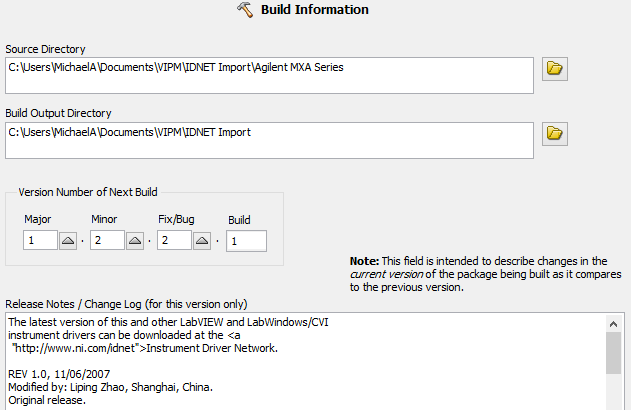 Build Information
Source Directory
C:\Users\MichaelA\Documents\VIPM\IDNET Import\Agilent MXA Series
Build Output Directory
C:\Users\MichaelA\Documents\VIPM\IDNET Import
Version Number of Next Build
Major Minor Fix/Bug Build
1 . 2 . 2 . 1
Note: This field is intended to describe changes in the
current version of the package being built as it compares
to the previous version.
Release Notes / Change Log (for this version only)
The latest version of this and other LabVIEW and LabWindows/CVI
instrument drivers can be downloaded at the <a
"http://www.ni.com/idnet">Instrument Driver Network.
REV 1.0, 11/06/2007
Modified by: Liping Zhao, Shanghai, China.
Original release.